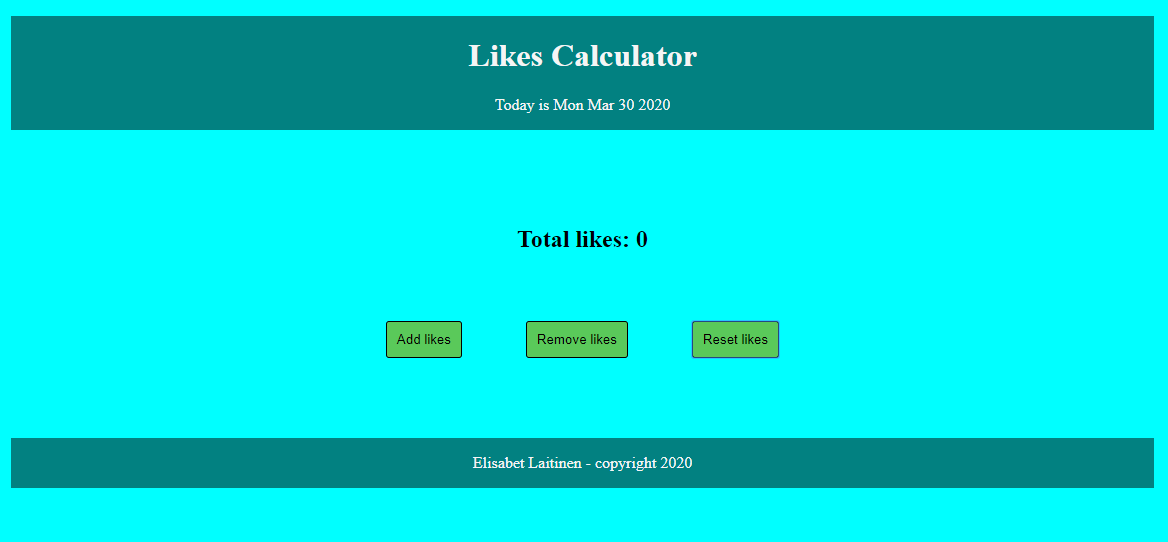 Likes Calculator
Today is Mon Mar 30 2020
Total likes: 0
Add likes
Remove likes
Reset likes
Elisabet Laitinen - copyright 2020